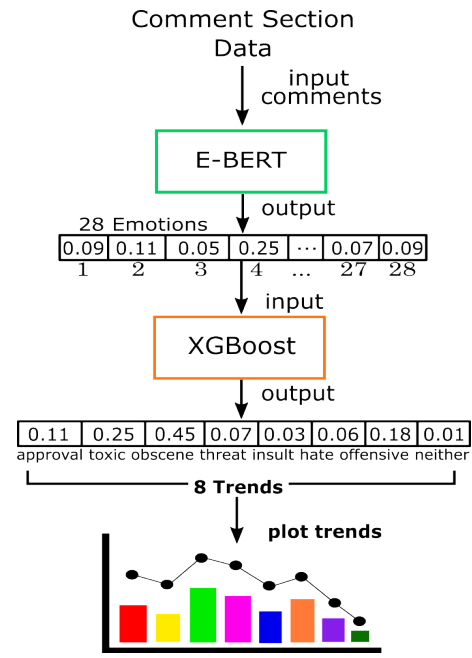 Comment Section
Data
input
comments
E-BERT
output
28 Emotions
0.09 0.11 0.05 0.25 ... 0.07 0.09
1 2 3 4 ... 27 28
input
XGBoost
output
0.11 0.25 0.45 0.07 0.03 0.06 0.18 0.01
approval toxic obscene threat insult hate offensive neither
8 Trends
plot trends